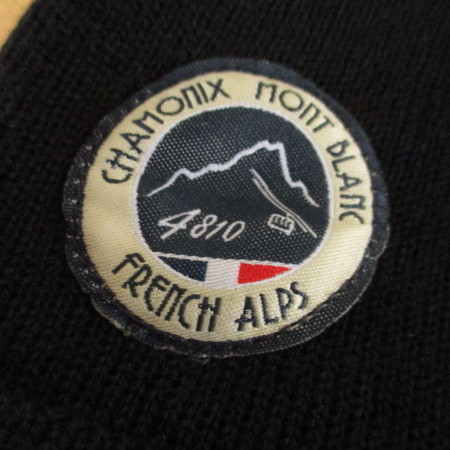 CHAMONIX MONT BLANC
4810
FRENCH ALPS